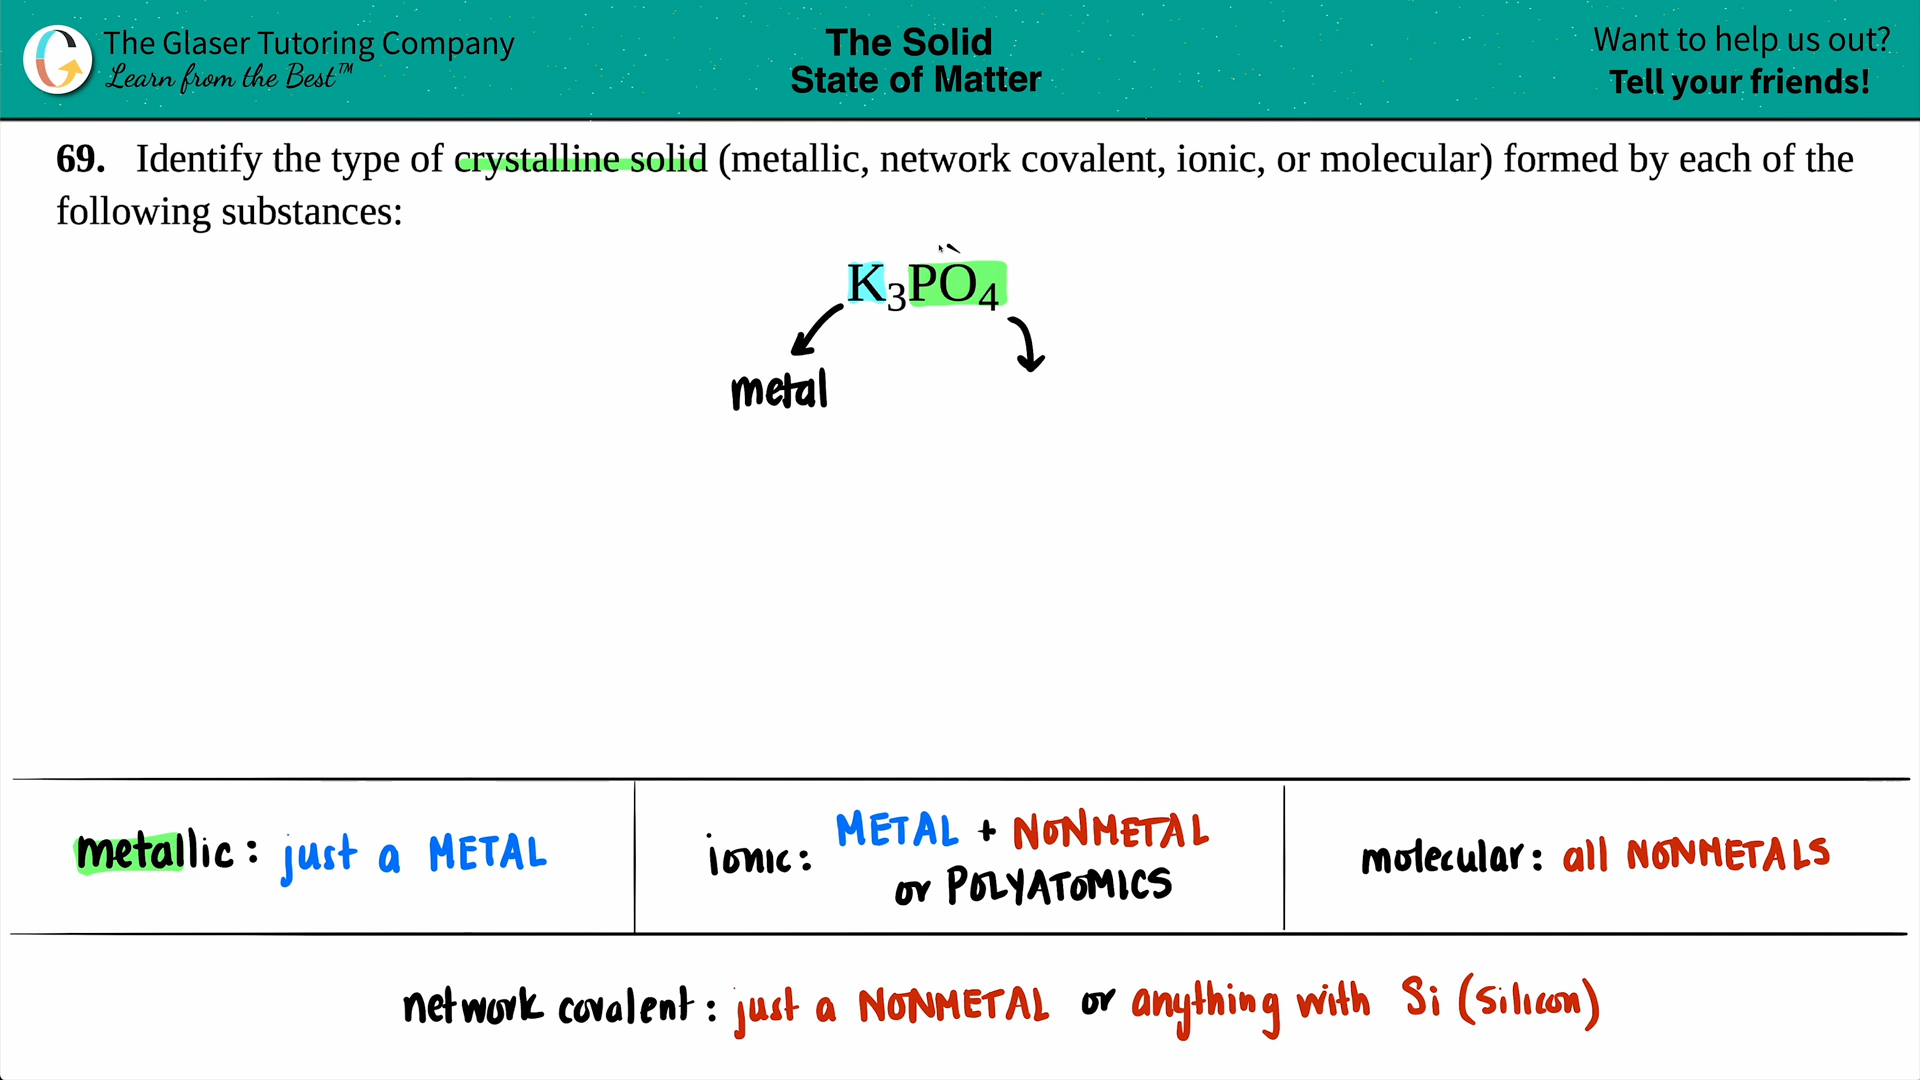 The Glaser Tutoring Company
Learn from the Best™
The Solid
State of Matter
Want to help us out?
Tell your friends!
69. Identify the type of crystalline solid (metallic, network covalent, ionic, or molecular) formed by each of the
following substances:
K₃PO₄
metal
metallic: just a METAL
ionic: METAL + NONMETAL
or POLYATOMICS
molecular: all NONMETALS
network covalent: just a NONMETAL or anything with Si (silicon)